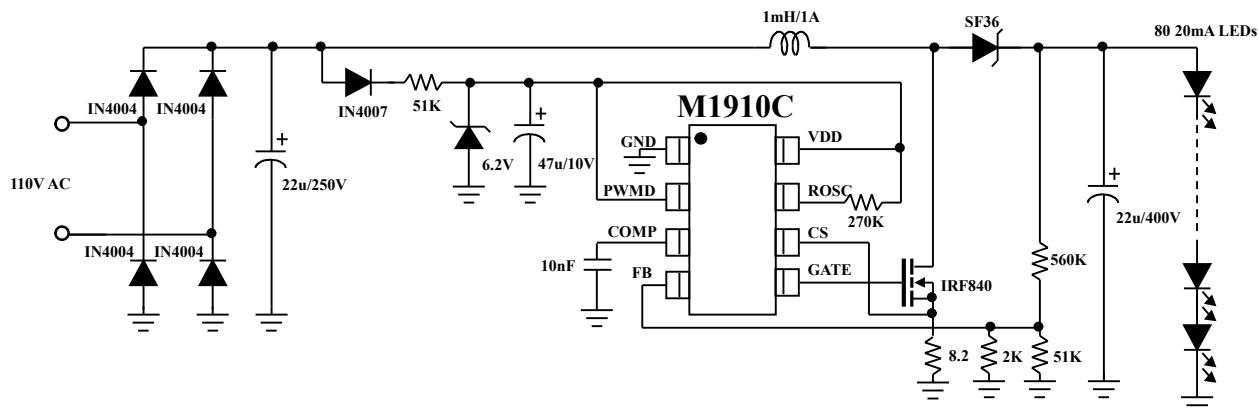 1mH/1A
SF36
80 20mA LEDs
IN4004
IN4004
IN4007
51K
M1910C
110V AC
22u/250V
6.2V
47u/10V
GND
VDD
PWMD
ROSC
270K
22u/400V
COMP
CS
IN4004
IN4004
10nF
FB
GATE
IRF840
560K
8.2
2K
51K
+
+
+